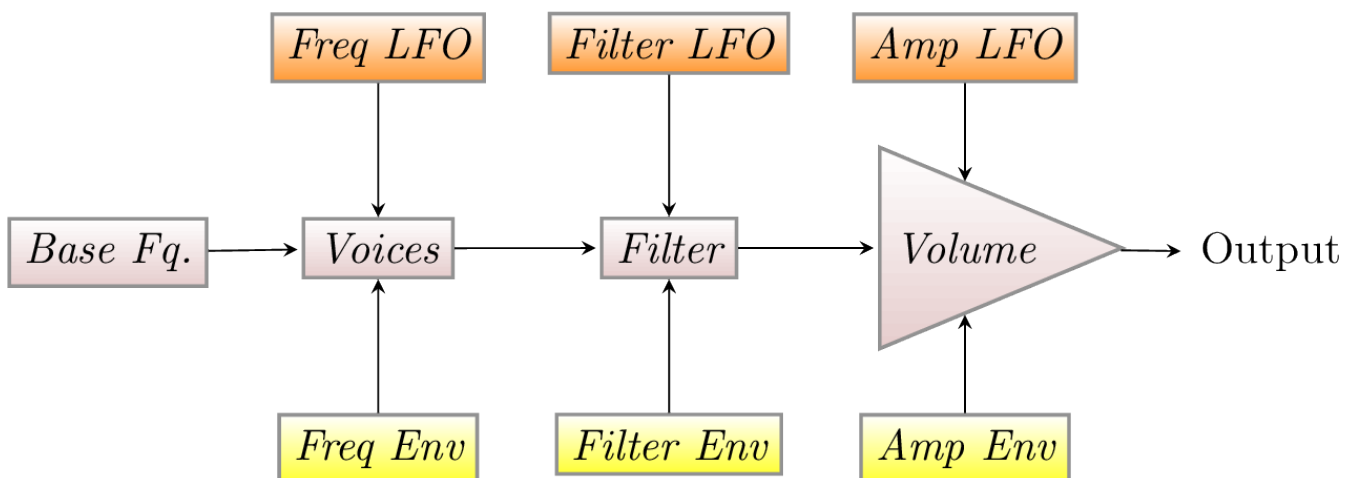 Freq LFO
Filter LFO
Amp LFO
Base Fq.
Voices
Filter
Volume
Output
Freq Env
Filter Env
Amp Env